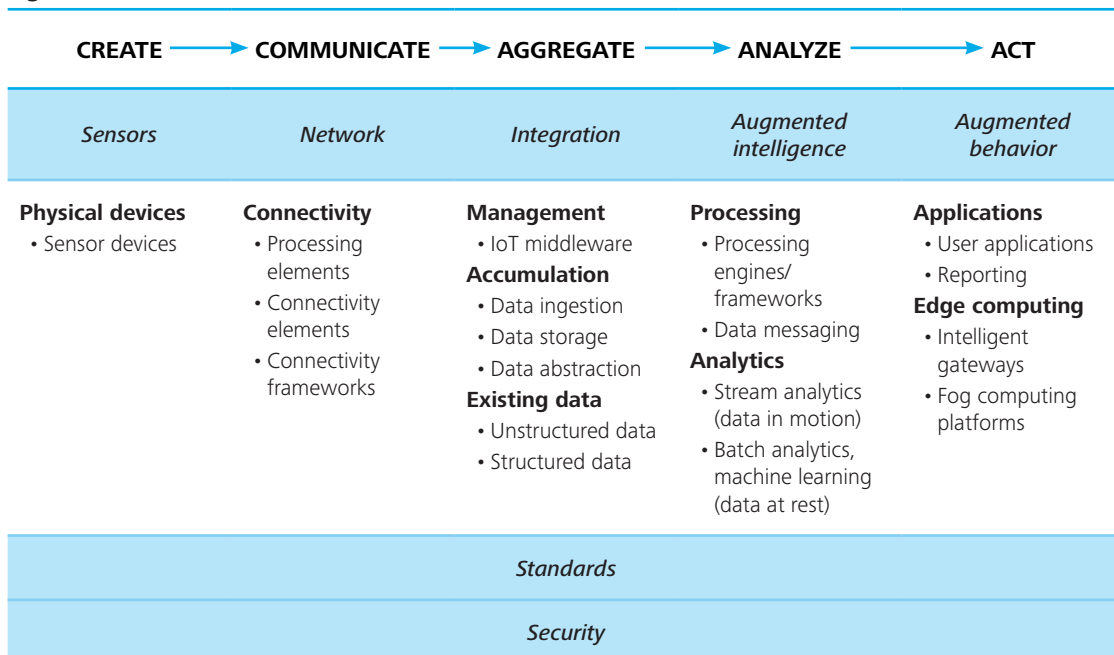 CREATE COMMUNICATE AGGREGATE ANALYZE ACT
Sensors
Network
Integration
Augmented
intelligence
Augmented
behavior
Physical devices
• Sensor devices
Connectivity
• Processing
elements
• Connectivity
elements
• Connectivity
frameworks
Management
• IoT middleware
Accumulation
• Data ingestion
• Data storage
• Data abstraction
Existing data
• Unstructured data
• Structured data
Processing
• Processing
engines/
frameworks
• Data messaging
Analytics
• Stream analytics
(data in motion)
• Batch analytics,
machine learning
(data at rest)
Applications
• User applications
• Reporting
Edge computing
• Intelligent
gateways
• Fog computing
platforms
Standards
Security